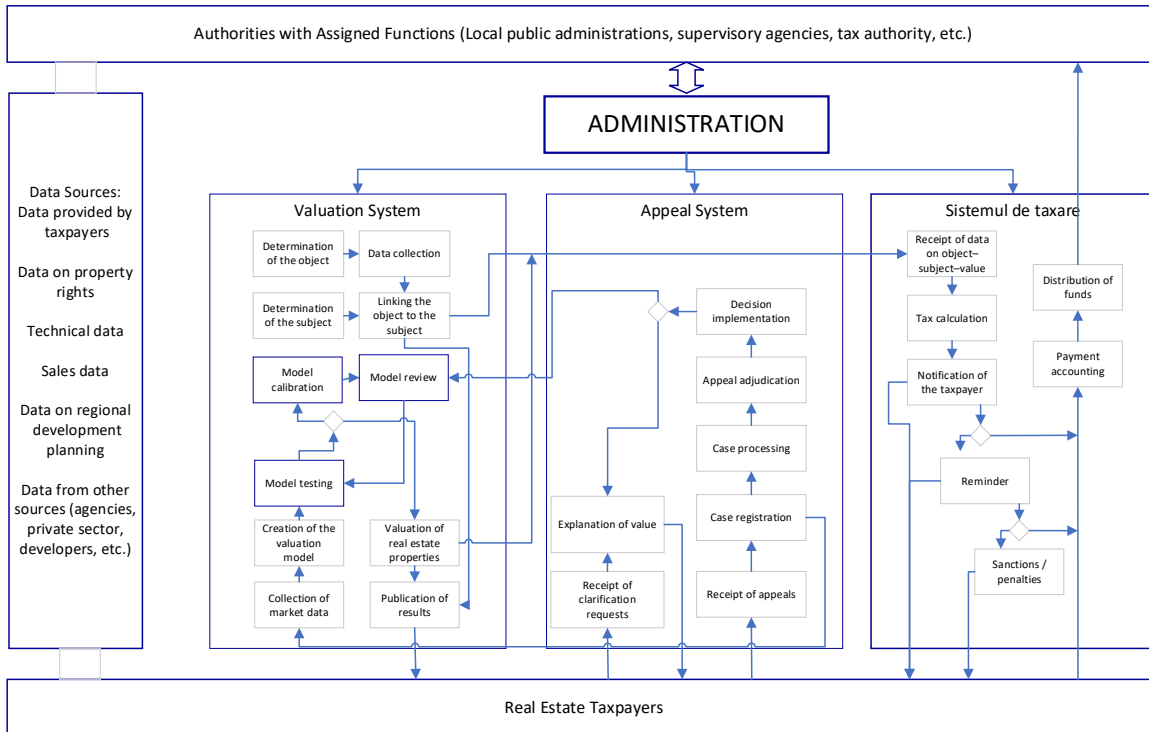 Authorities with Assigned Functions (Local public administrations, supervisory agencies, tax authority, etc.)
ADMINISTRATION
Data Sources:
Data provided by
taxpayers
Data on property
rights
Technical data
Sales data
Data on regional
development
planning
Data from other
sources (agencies,
private sector,
developers, etc.)
Valuation System
Determination
of the object
Data collection
Determination
of the subject
Linking the
object to the
subject
Model
calibration
Model review
Model testing
Creation of the
valuation
model
Valuation of
real estate
properties
Collection of
market data
Publication of
results
Appeal System
Decision
implementation
Appeal adjudication
Case processing
Explanation of value
Case registration
Receipt of
clarification
requests
Receipt of appeals
Sistemul de taxare
Receipt of data
on object–
subject–value
Distribution of
funds
Tax calculation
Notification of
the taxpayer
Payment
accounting
Reminder
Sanctions /
penalties
Real Estate Taxpayers